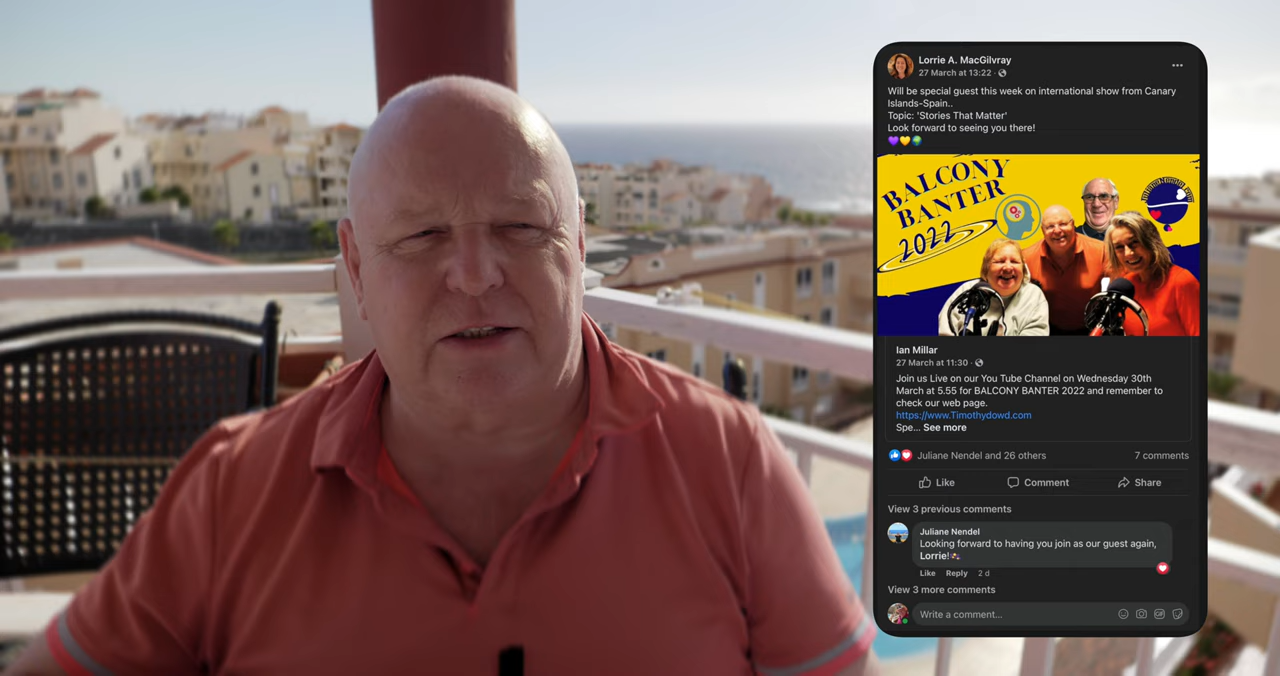 Lorrie A. MacGilvray
27 March at 13:22 ·
Will be special guest this week on international show from Canary
Islands-Spain..
Topic: 'Stories That Matter'
Look forward to seeing you there!
BALCONY
BANTER
2022
Ian Millar
27 March at 11:30 ·
Join us Live on our You Tube Channel on Wednesday 30th
March at 5.55 for BALCONY BANTER 2022 and remember to
check our web page.
https://www.Timothydowd.com
Spe... See more
Juliane Nendel and 26 others
7 comments
Like
Comment
Share
View 3 previous comments
Juliane Nendel
Looking forward to having you join as our guest again,
Lorrie!
Like Reply 2 d
View 3 more comments
Write a comment...
GIF